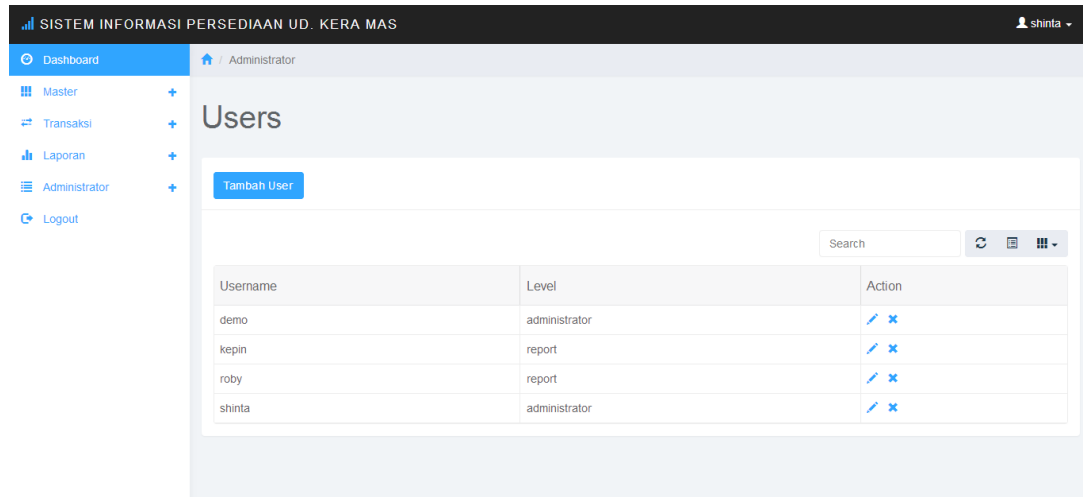 SISTEM INFORMASI PERSEDIAAN UD. KERA MAS
shinta
Dashboard
Master
Transaksi
Laporan
Administrator
Logout
/ Administrator
Users
Tambah User
Search
Username Level Action
demo administrator
kepin report
roby report
shinta administrator